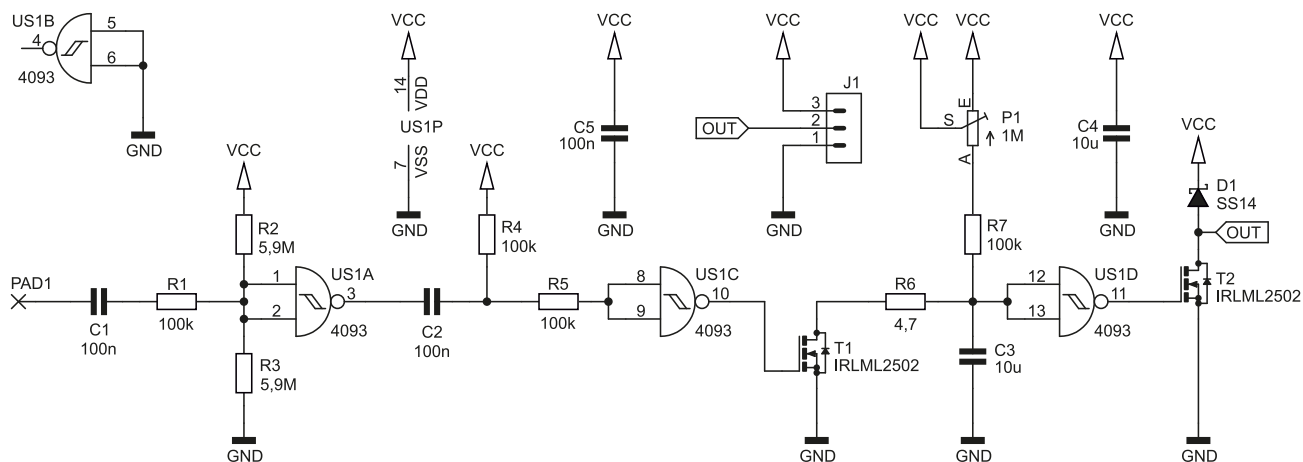 US1B
4
5
6
4093
GND
VCC
14
VDD
US1P
7
VSS
GND
VCC
C5
100n
GND
VCC
J1
3
2
1
OUT
GND
VCC
VCC
E
S
P1
1M
A
VCC
C4
10u
GND
VCC
D1
SS14
OUT
VCC
R2
5,9M
VCC
R4
100k
R7
100k
PAD1
C1
100n
R1
100k
1
2
US1A
3
4093
R3
5,9M
GND
C2
100n
R5
100k
8
9
US1C
10
4093
T1
IRLML2502
GND
R6
4,7
C3
10u
GND
12
13
US1D
11
4093
T2
IRLML2502
GND